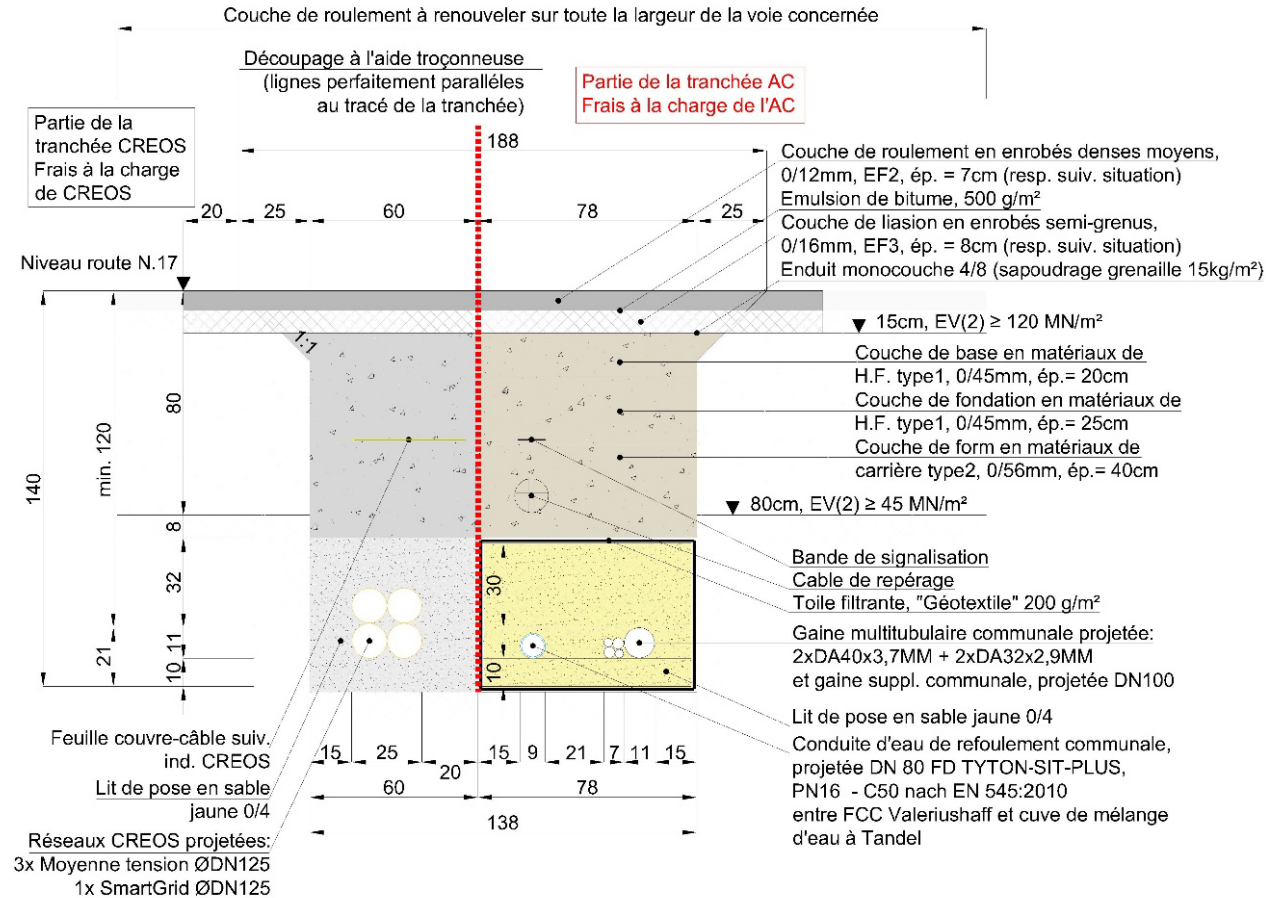 Couche de roulement à renouveler sur toute la largeur de la voie concernée
Découpage à l'aide troçonneuse
(lignes perfaitement paralléles
au tracé de la tranchée)
Partie de la tranchée AC
Frais à la charge de l'AC
Partie de la
tranchée CREOS
Frais à la charge
de CREOS
188
20
25
60
78
25
Niveau route N.17
Couche de roulement en enrobés denses moyens,
0/12mm, EF2, ép. = 7cm (resp. suiv. situation)
Emulsion de bitume, 500 g/m²
Couche de liasion en enrobés semi-grenus,
0/16mm, EF3, ép. = 8cm (resp. suiv. situation)
Enduit monocouche 4/8 (sapoudrage grenaille 15kg/m²)
15cm, EV(2) ≥ 120 MN/m²
1:1
Couche de base en matériaux de
H.F. type1, 0/45mm, ép.= 20cm
Couche de fondation en matériaux de
H.F. type1, 0/45mm, ép.= 25cm
Couche de form en matériaux de
carrière type2, 0/56mm, ép.= 40cm
80cm, EV(2) ≥ 45 MN/m²
140
min. 120
21
80
8
32
11
10
30
10
Bande de signalisation
Cable de repérage
Toile filtrante, "Géotextile" 200 g/m²
Gaine multitubulaire communale projetée:
2xDA40x3,7MM + 2xDA32x2,9MM
et gaine suppl. communale, projetée DN100
Lit de pose en sable jaune 0/4
Conduite d'eau de refoulement communale,
projetée DN 80 FD TYTON-SIT-PLUS,
PN16 - C50 nach EN 545:2010
entre FCC Valeriushaff et cuve de mélange
d'eau à Tandel
15
25
20
15
9
21
7
11
15
60
78
138
Feuille couvre-câble suiv.
ind. CREOS
Lit de pose en sable
jaune 0/4
Réseaux CREOS projetées:
3x Moyenne tension ØDN125
1x SmartGrid ØDN125